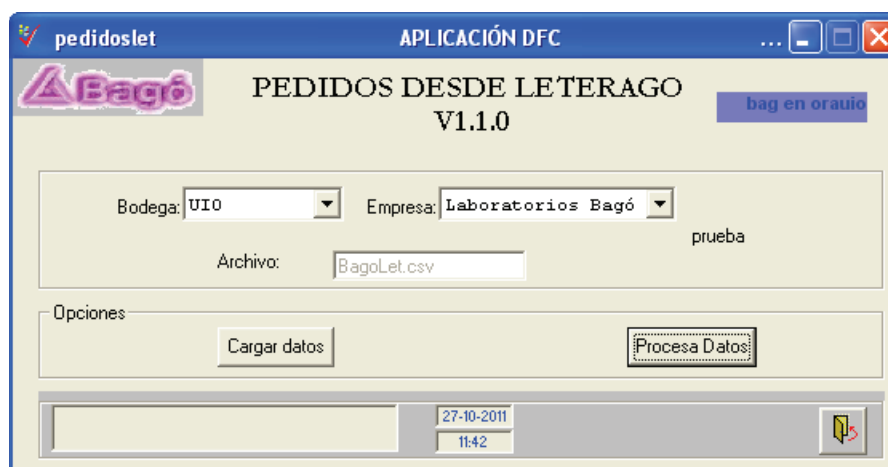 pedidoslet APLICACIÓN DFC ...
Bagó PEDIDOS DESDE LETERAGO
V1.1.0
bag en orauio
Bodega: UIO Empresa: Laboratorios Bagó
prueba
Archivo: BagoLet.csv
Opciones
Cargar datos Procesa Datos
27-10-2011
11:42